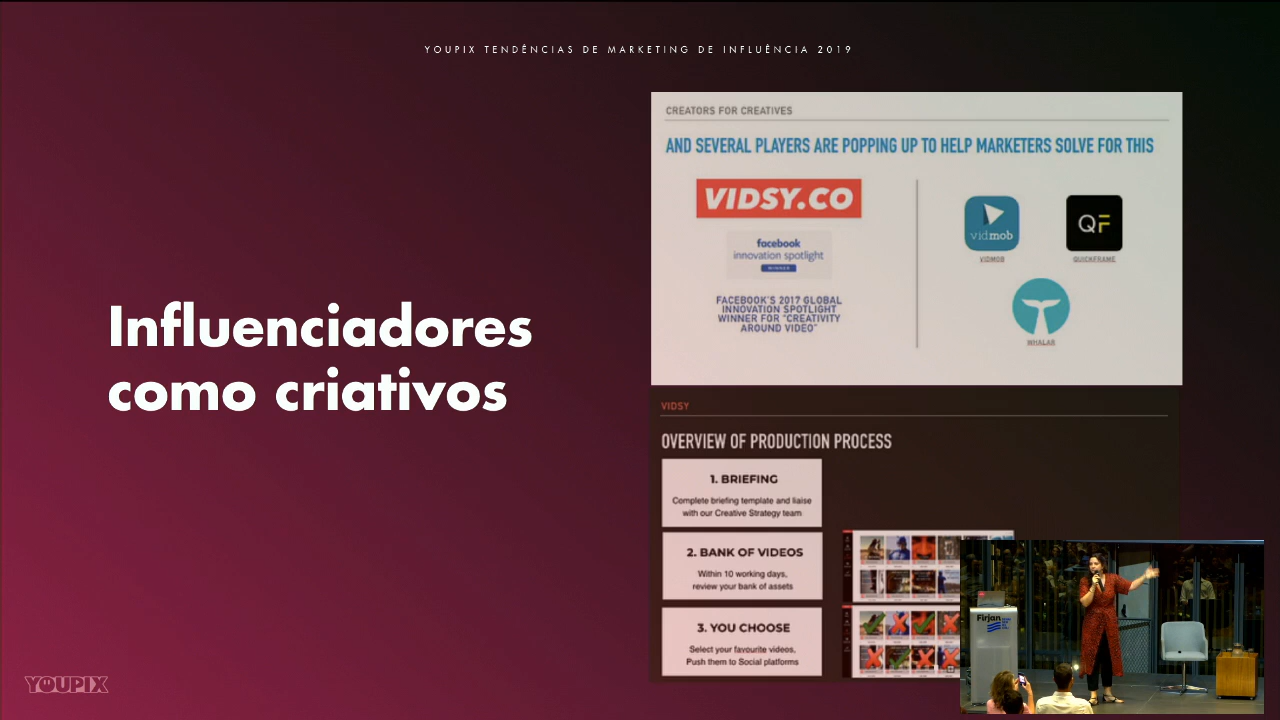 YOUPIX TENDÊNCIAS DE MARKETING DE INFLUÊNCIA 2019
Influenciadores
como criativos
CREATORS FOR CREATIVES
AND SEVERAL PLAYERS ARE POPPING UP TO HELP MARKETERS SOLVE FOR THIS
VIDSY.CO
facebook
innovation spotlight
WINNER
FACEBOOK'S 2017 GLOBAL
INNOVATION SPOTLIGHT
WINNER FOR "CREATIVITY
AROUND VIDEO"
vidmob
VIDMOB
QF
QUICKFRAME
WHALAR
VIDSY
OVERVIEW OF PRODUCTION PROCESS
1. BRIEFING
Complete briefing template and liaise
with our Creative Strategy team
2. BANK OF VIDEOS
Within 10 working days,
review your bank of assets
3. YOU CHOOSE
Select your favourite videos.
Push them to Social platforms
Firjan
YOUPIX